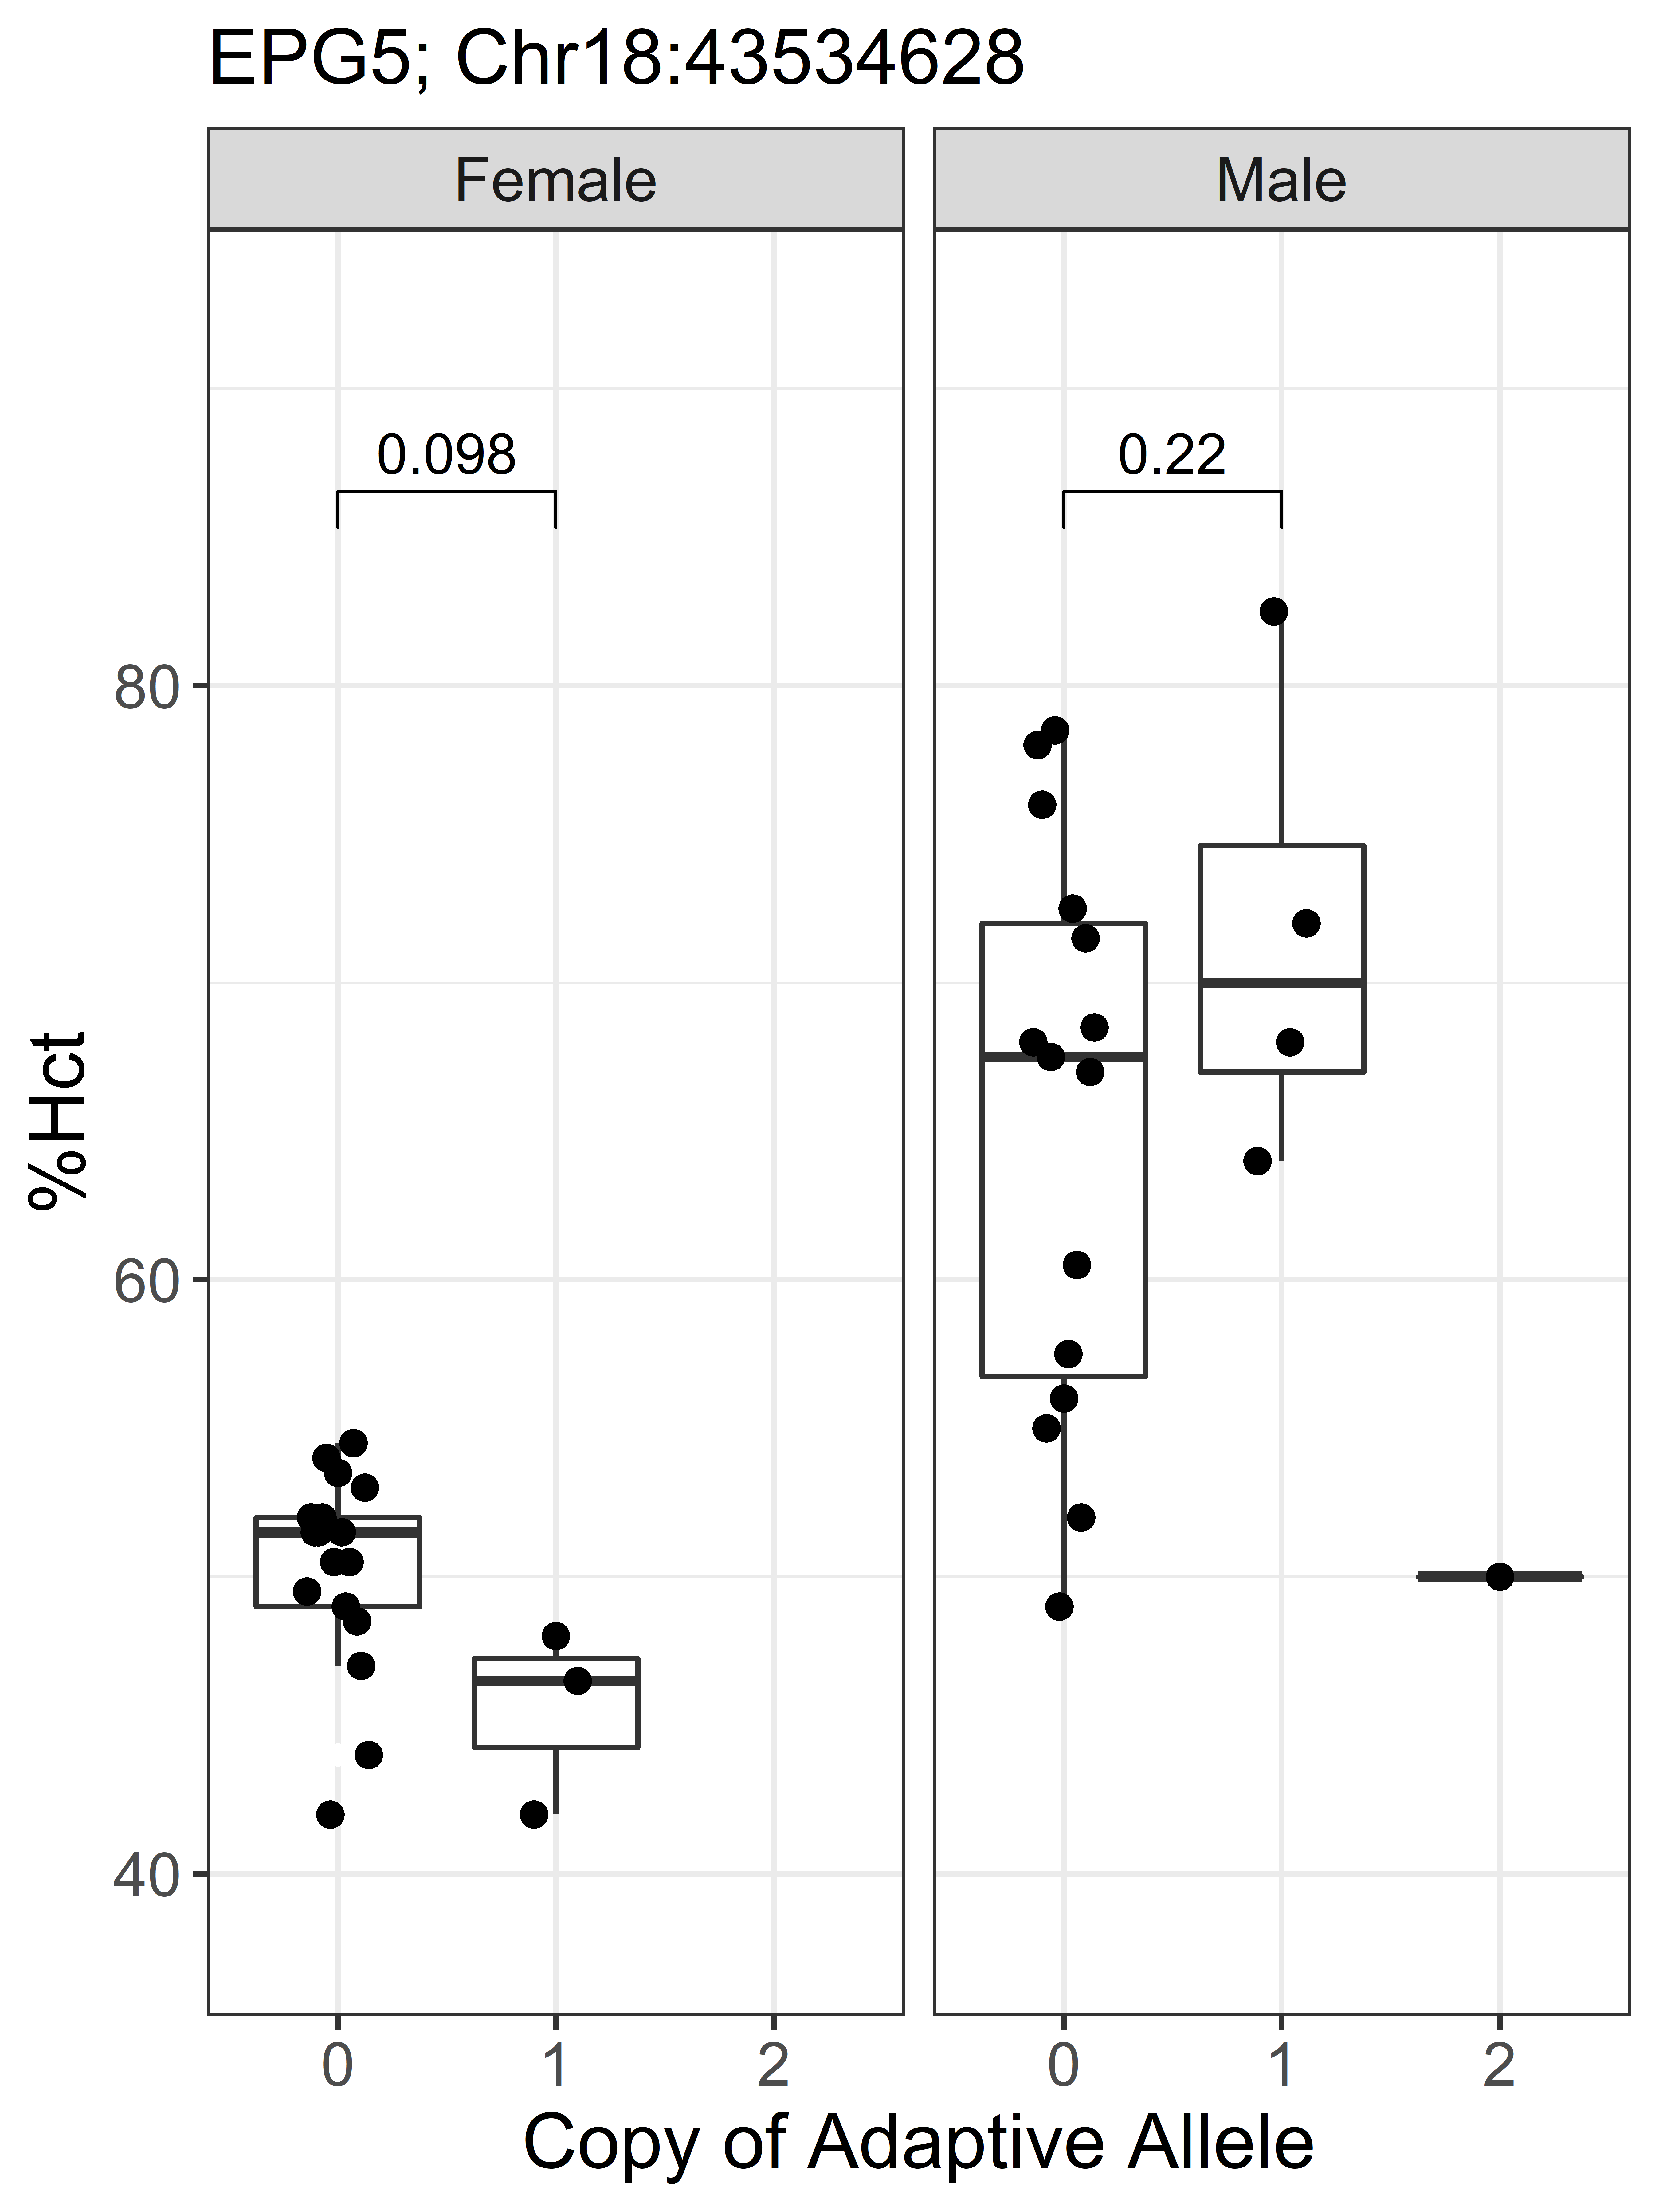 EPG5; Chr18:43534628
Female
Male
0.098
0.22
80
60
40
%Hct
0 1 2
0 1 2
Copy of Adaptive Allele